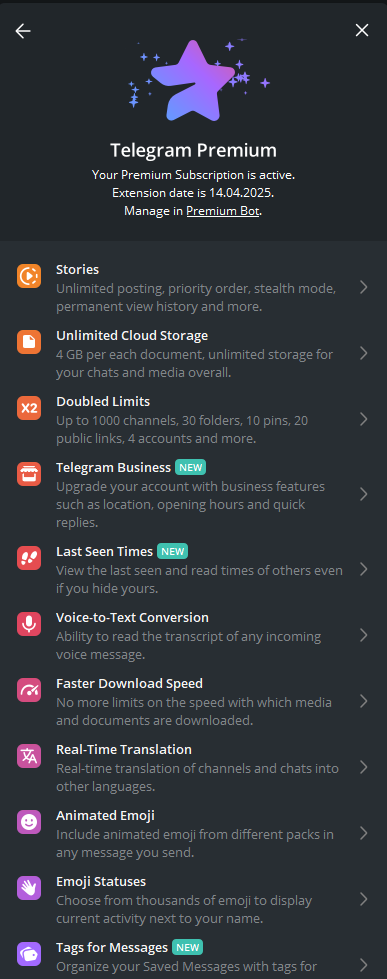 Telegram Premium
Your Premium Subscription is active.
Extension date is 14.04.2025.
Manage in Premium Bot.
Stories
Unlimited posting, priority order, stealth mode,
permanent view history and more.
Unlimited Cloud Storage
4 GB per each document, unlimited storage for
your chats and media overall.
X2
Doubled Limits
Up to 1000 channels, 30 folders, 10 pins, 20
public links, 4 accounts and more.
Telegram Business NEW
Upgrade your account with business features
such as location, opening hours and quick
replies.
Last Seen Times NEW
View the last seen and read times of others even
if you hide yours.
Voice-to-Text Conversion
Ability to read the transcript of any incoming
voice message.
Faster Download Speed
No more limits on the speed with which media
and documents are downloaded.
Real-Time Translation
Real-time translation of channels and chats into
other languages.
Animated Emoji
Include animated emoji from different packs in
any message you send.
Emoji Statuses
Choose from thousands of emoji to display
current activity next to your name.
Tags for Messages NEW
Organize your Saved Messages with tags for